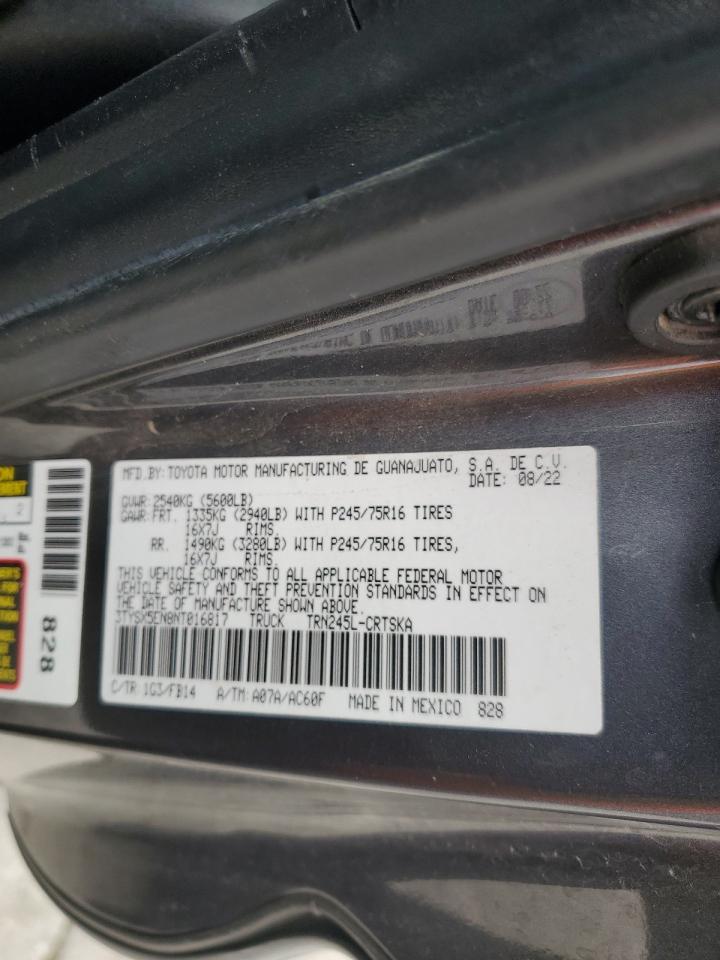 MFD.BY:TOYOTA MOTOR MANUFACTURING DE GUANAJUATO, S.A. DE C.V.
DATE: 08/22
GVWR:2540KG (5600LB)
GAWR:FRT. 1335KG (2940LB) WITH P245/75R16 TIRES
16X7J RIMS.
RR. 1490KG (3280LB) WITH P245/75R16 TIRES,
16X7J RIMS.
THIS VEHICLE CONFORMS TO ALL APPLICABLE FEDERAL MOTOR
VEHICLE SAFETY AND THEFT PREVENTION STANDARDS IN EFFECT ON
THE DATE OF MANUFACTURE SHOWN ABOVE.
3TYSX5EN8NT016817 TRUCK TRN245L-CRTSKA
C/TR:1G3/FB14 A/TM:A07A/AC60F MADE IN MEXICO 828
828